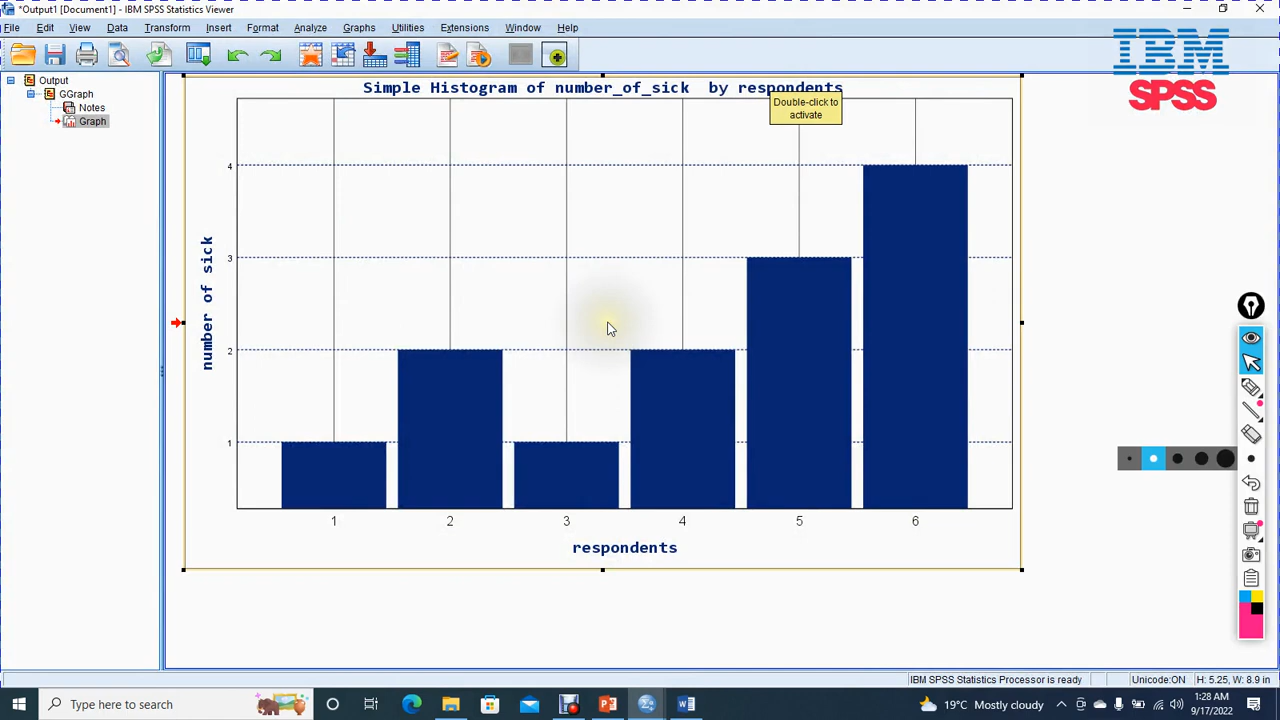 *Output1 [Document1] - IBM SPSS Statistics Viewer
File Edit View Data Transform Insert Format Analyze Graphs Utilities Extensions Window Help
IBM
SPSS
Output
GGraph
Notes
Graph
Simple Histogram of number_of_sick by respondents
Double-click to
activate
4
3
2
1
number of sick
1 2 3 4 5 6
respondents
IBM SPSS Statistics Processor is ready Unicode:ON H: 5.25, W: 8.9 in
Type here to search
19°C Mostly cloudy
1:28 AM
9/17/2022